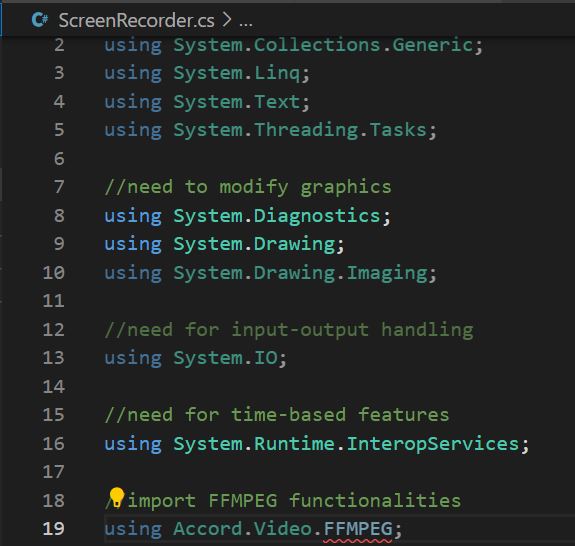 C# ScreenRecorder.cs > ...
2 using System.Collections.Generic;
3 using System.Linq;
4 using System.Text;
5 using System.Threading.Tasks;
6
7 //need to modify graphics
8 using System.Diagnostics;
9 using System.Drawing;
10 using System.Drawing.Imaging;
11
12 //need for input-output handling
13 using System.IO;
14
15 //need for time-based features
16 using System.Runtime.InteropServices;
17
18 / import FFMPEG functionalities
19 using Accord.Video.FFMPEG;